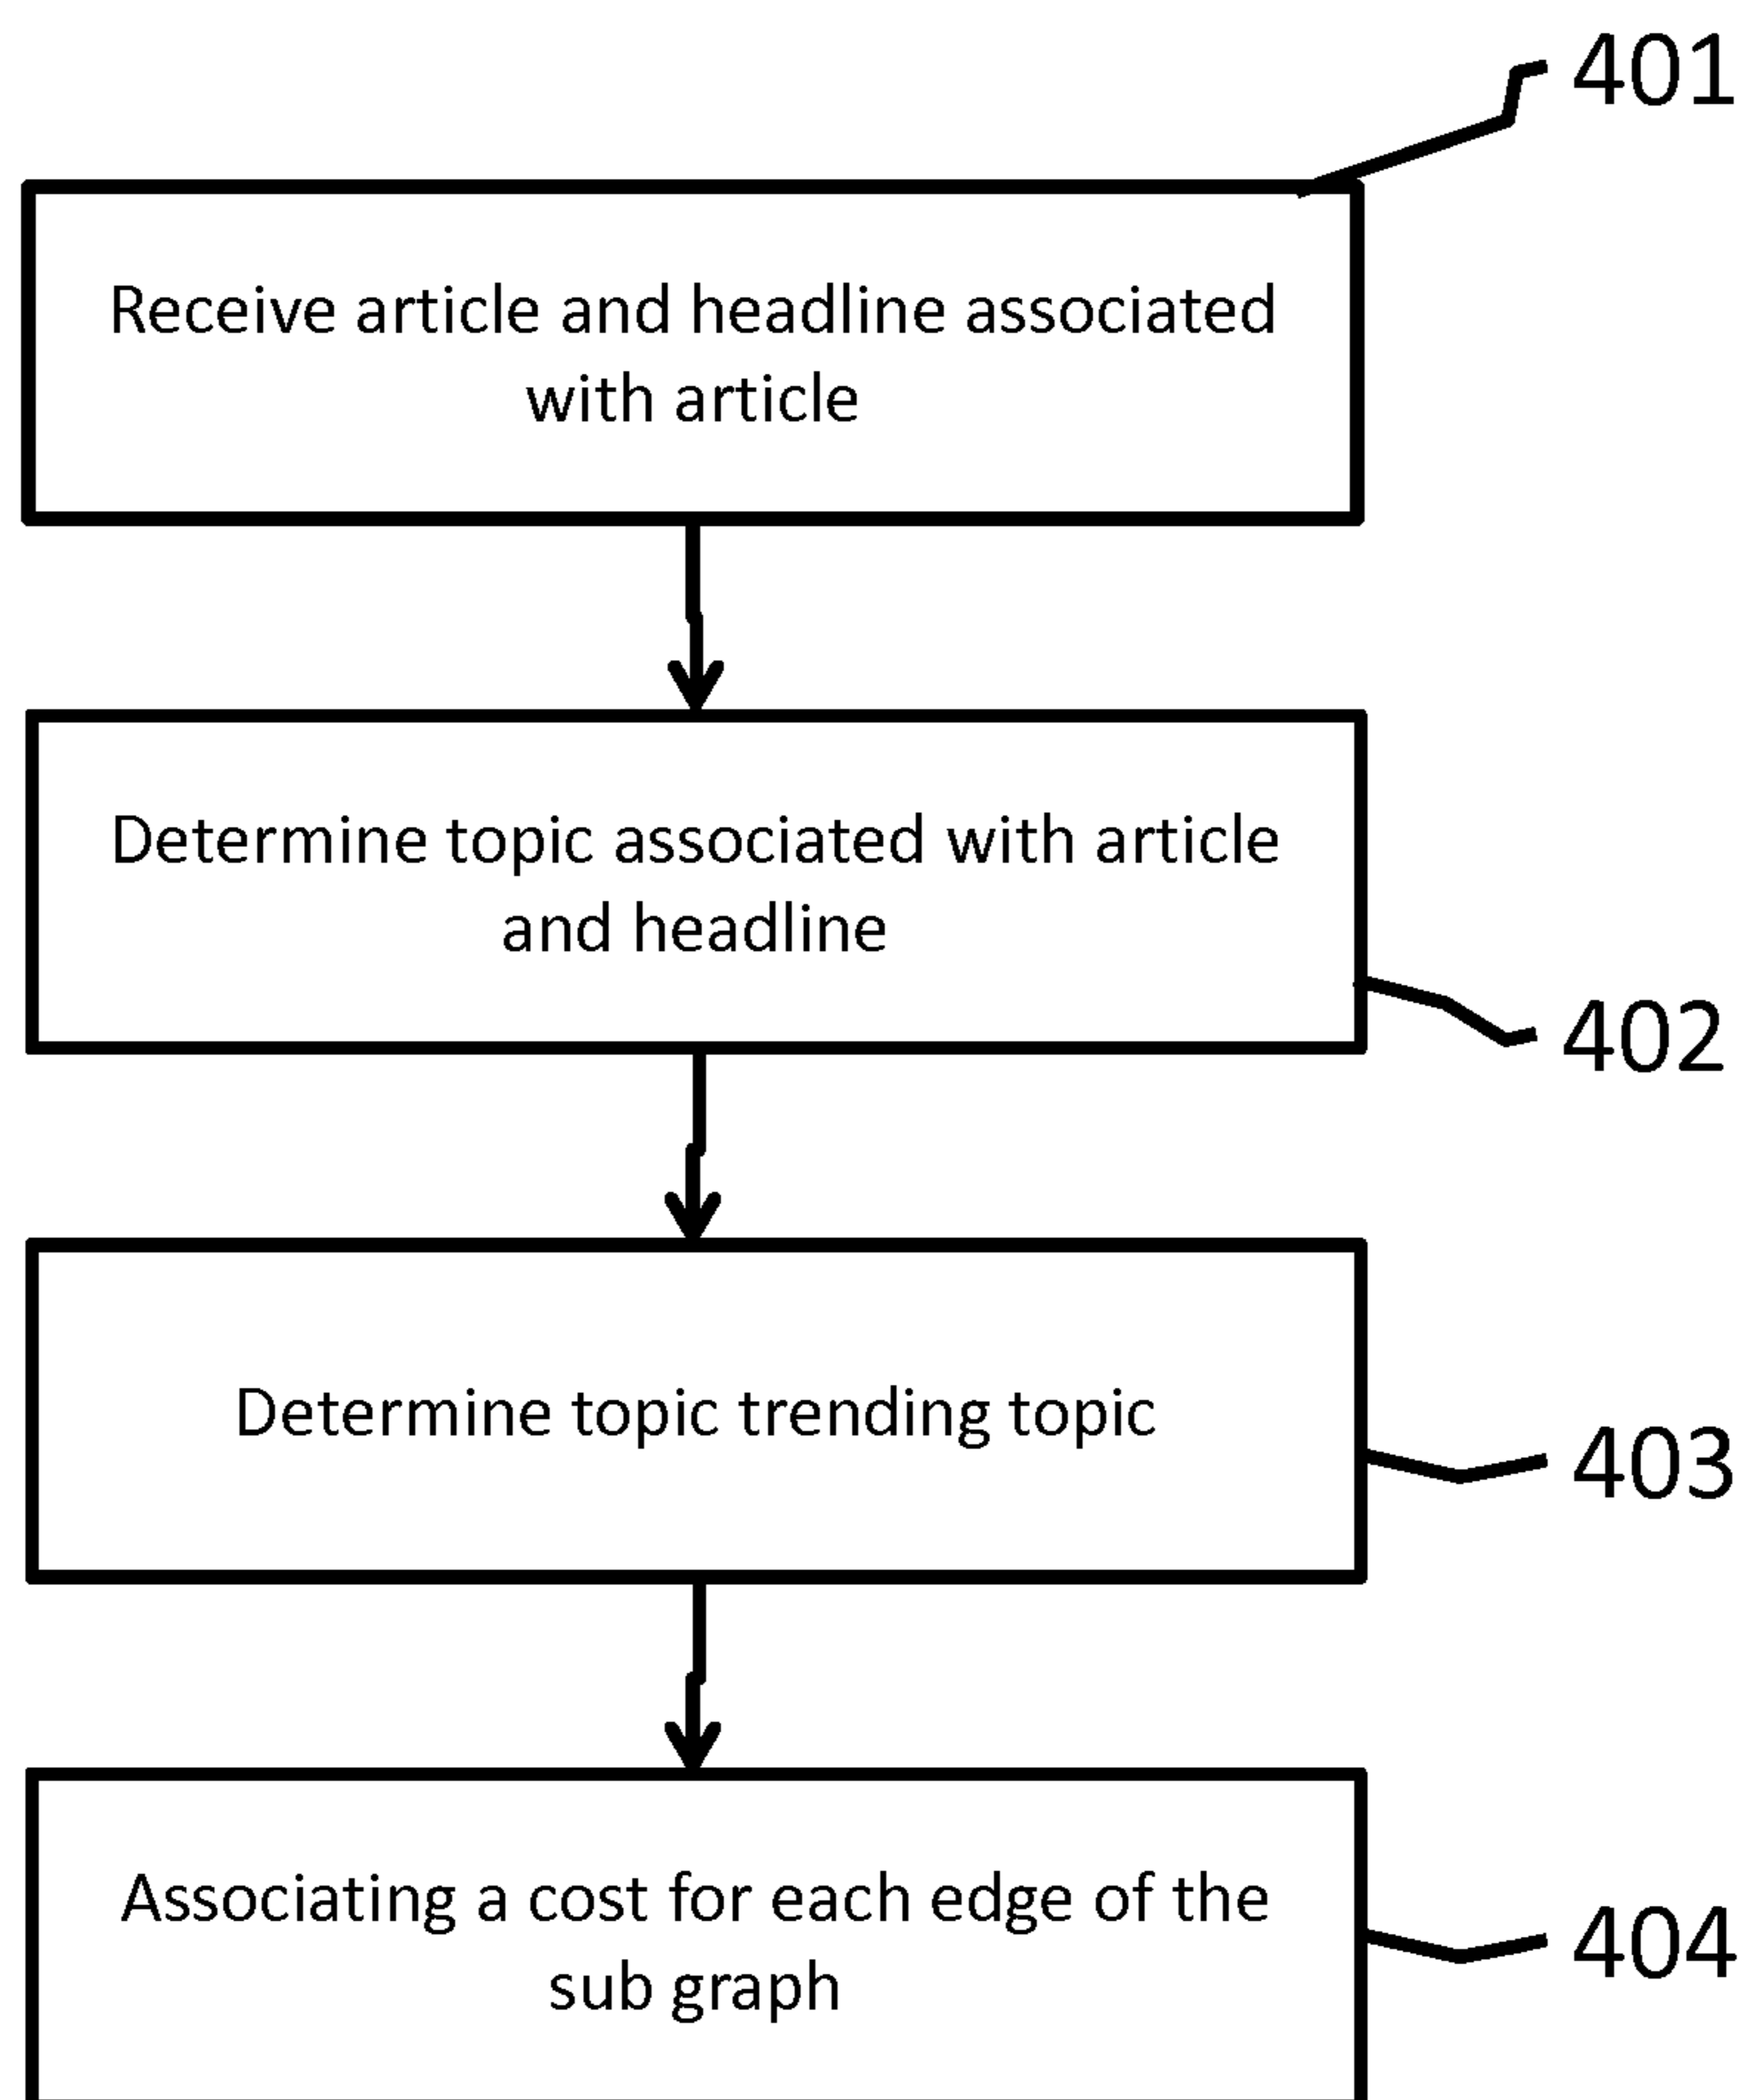 401
Receive article and headline associated
with article
Determine topic associated with article
and headline
402
Determine topic trending topic
403
Associating a cost for each edge of the
sub graph
404